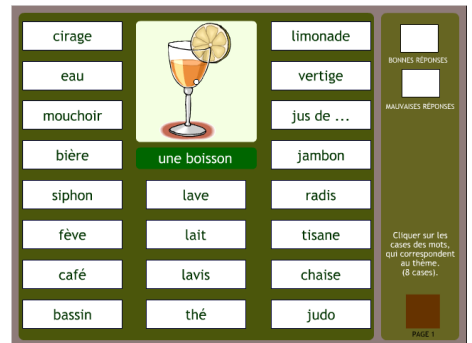 cirage
eau
mouchoir
bière
siphon
fève
café
bassin
une boisson
lave
lait
lavis
thé
limonade
vertige
jus de ...
jambon
radis
tisane
chaise
judo
BONNES RÉPONSES
MAUVAISES RÉPONSES
Cliquer sur les
cases des mots,
qui correspondent
au thème.
(8 cases).
PAGE 1